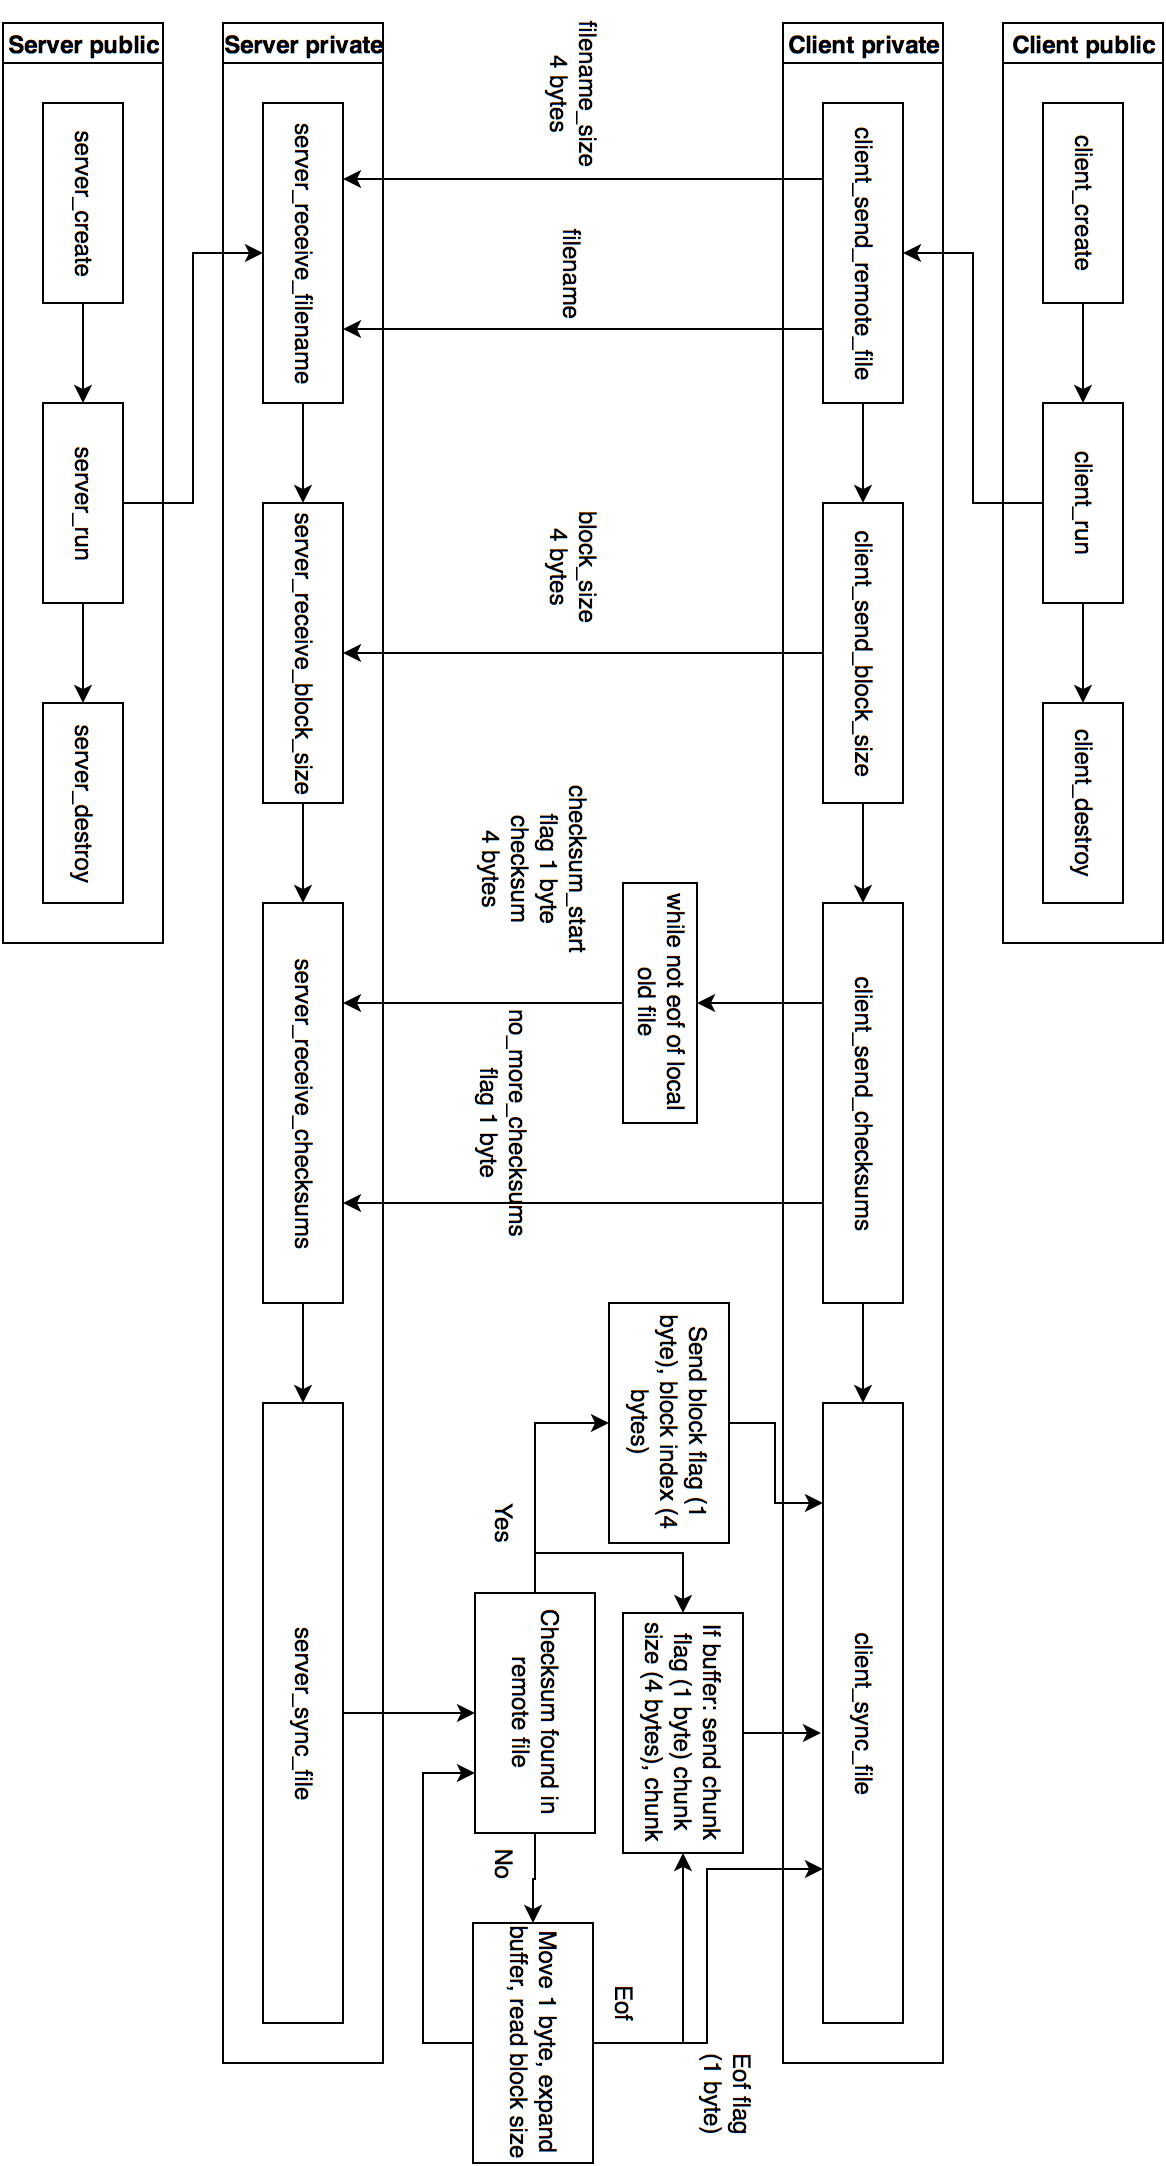 Server public
Server private
Client private
Client public
server_create
server_run
server_destroy
server_receive_filename
server_receive_block_size
server_receive_checksums
server_sync_file
filename_size
4 bytes
filename
block_size
4 bytes
checksum_start
flag 1 byte
checksum
4 bytes
no_more_checksums
flag 1 byte
while not eof of local
old file
Send block flag (1
byte), block index (4
bytes)
Yes
Checksum found in
remote file
If buffer: send chunk
flag (1 byte) chunk
size (4 bytes), chunk
No
Move 1 byte, expand
buffer, read block size
Eof
Eof flag
(1 byte)
client_send_remote_file
client_send_block_size
client_send_checksums
client_sync_file
client_create
client_run
client_destroy